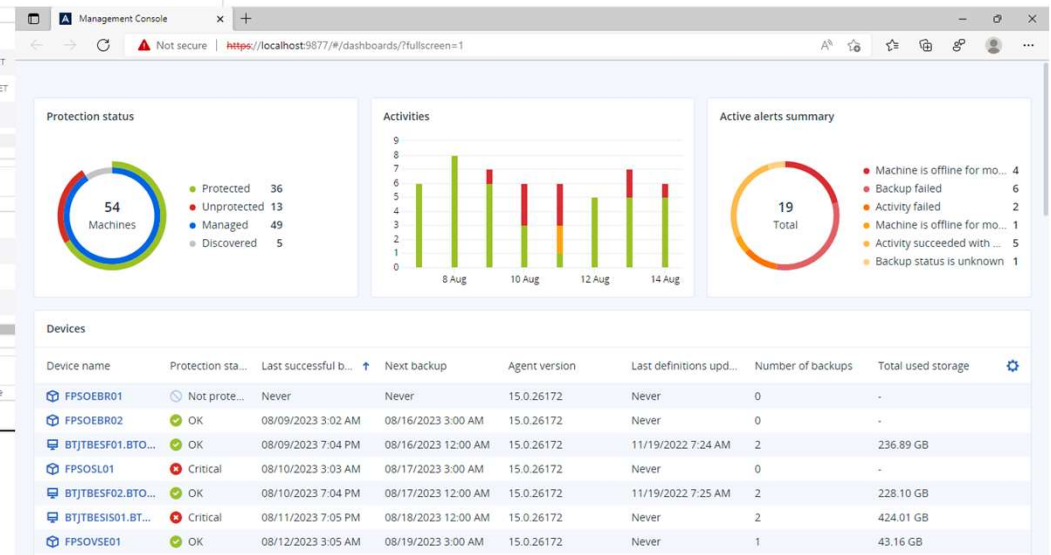 Management Console
Not secure | https://localhost:9877/#/dashboards/?fullscreen=1
Protection status
54
Machines
Protected 36
Unprotected 13
Managed 49
Discovered 5
Activities
9
8
7
6
5
4
3
2
1
0
8 Aug 10 Aug 12 Aug 14 Aug
Active alerts summary
19
Total
Machine is offline for mo... 4
Backup failed 6
Activity failed 2
Machine is offline for mo... 1
Activity succeeded with ... 5
Backup status is unknown 1
Devices
Device name Protection sta... Last successful b... Next backup Agent version Last definitions upd... Number of backups Total used storage
FPSOEBR01 Not prote... Never Never 15.0.26172 Never 0 -
FPSOEBR02 OK 08/09/2023 3:02 AM 08/16/2023 3:00 AM 15.0.26172 Never 0 -
BTJTBESF01.BTO... OK 08/09/2023 7:04 PM 08/16/2023 12:00 AM 15.0.26172 11/19/2022 7:24 AM 2 236.89 GB
FPSOSL01 Critical 08/10/2023 3:03 AM 08/17/2023 3:00 AM 15.0.26172 Never 0 -
BTJTBESF02.BTO... OK 08/10/2023 7:04 PM 08/17/2023 12:00 AM 15.0.26172 11/19/2022 7:25 AM 2 228.10 GB
BTJTBESIS01.BT... Critical 08/11/2023 7:05 PM 08/18/2023 12:00 AM 15.0.26172 Never 2 424.01 GB
FPSOVSE01 OK 08/12/2023 3:05 AM 08/19/2023 3:00 AM 15.0.26172 Never 1 43.16 GB